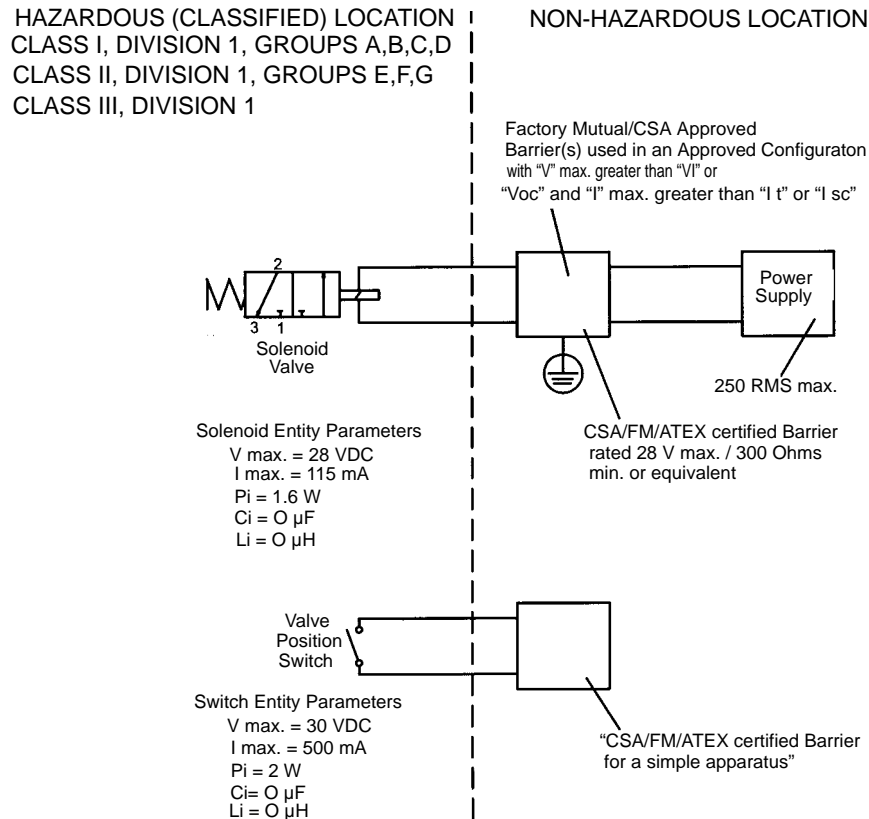 HAZARDOUS (CLASSIFIED) LOCATION
CLASS I, DIVISION 1, GROUPS A,B,C,D
CLASS II, DIVISION 1, GROUPS E,F,G
CLASS III, DIVISION 1
NON-HAZARDOUS LOCATION
Factory Mutual/CSA Approved
Barrier(s) used in an Approved Configuraton
with “V” max. greater than “VI” or
“Voc” and “I” max. greater than “I t” or “I sc”
2
3 1
Solenoid
Valve
Power
Supply
250 RMS max.
CSA/FM/ATEX certified Barrier
rated 28 V max. / 300 Ohms
min. or equivalent
Solenoid Entity Parameters
V max. = 28 VDC
I max. = 115 mA
Pi = 1.6 W
Ci = O µF
Li = O µH
Valve
Position
Switch
Switch Entity Parameters
V max. = 30 VDC
I max. = 500 mA
Pi = 2 W
Ci= O µF
Li = O µH
“CSA/FM/ATEX certified Barrier
for a simple apparatus”